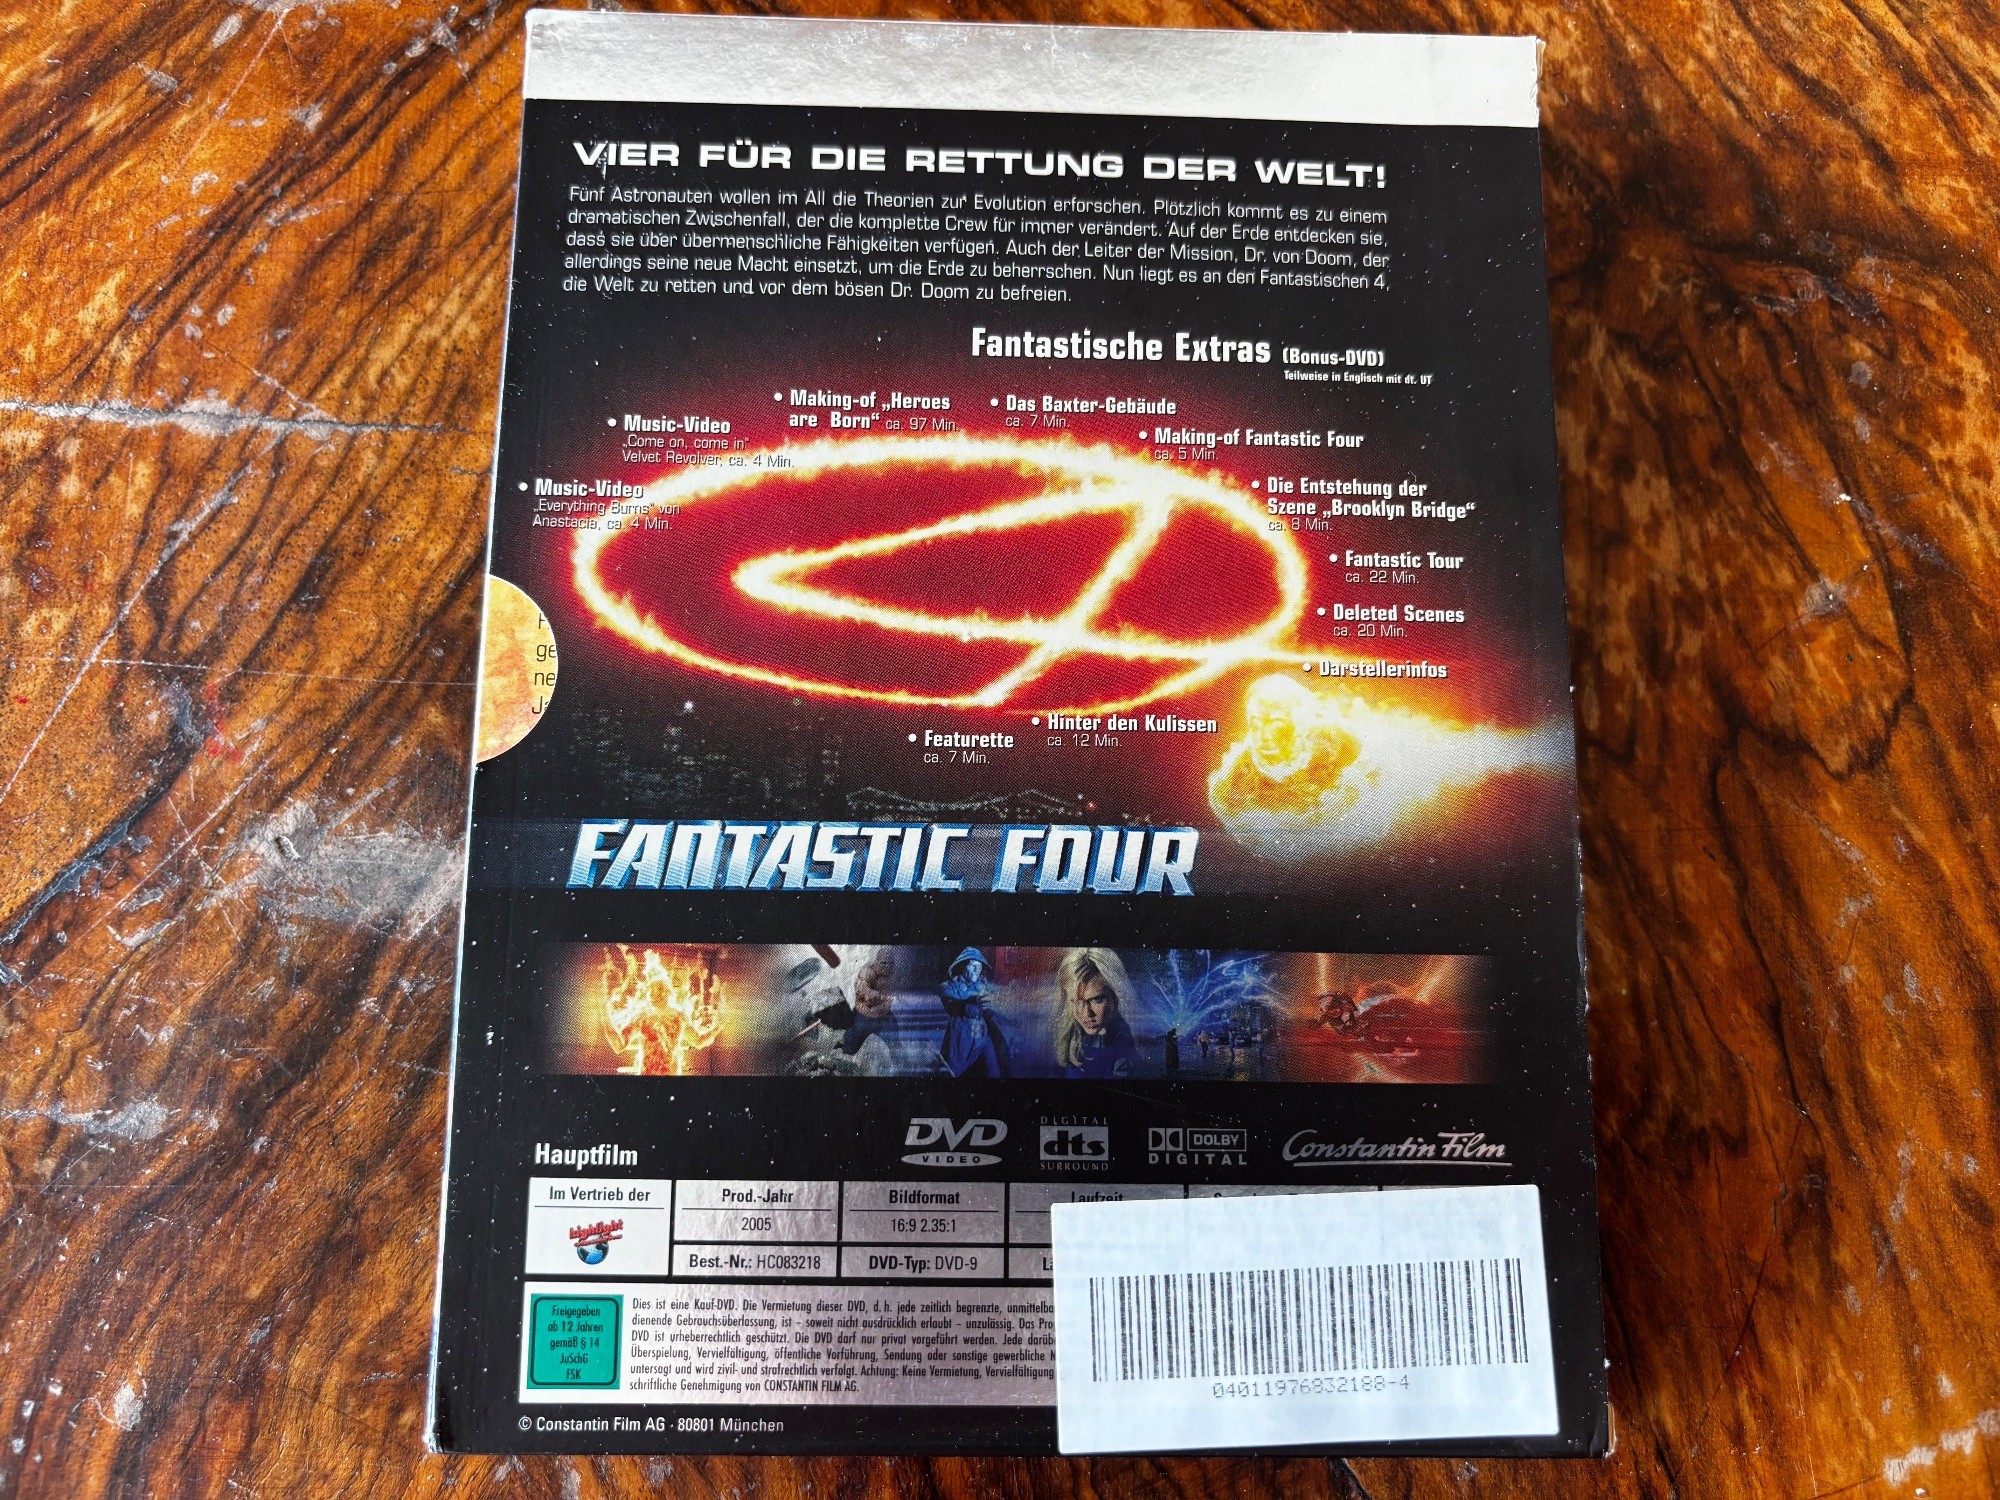 VIER FÜR DIE RETTUNG DER WELT!
Fünf Astronauten wollen im All die Theorien zur Evolution erforschen. Plötzlich kommt es zu einem
dramatischen Zwischenfall, der die komplette Crew für immer verändert. Auf der Erde entdecken sie,
dass sie über übermenschliche Fähigkeiten verfügen. Auch der Leiter der Mission, Dr. von Doom, der
allerdings seine neue Macht einsetzt, um die Erde zu beherrschen. Nun liegt es an den Fantastischen 4,
die Welt zu retten und vor dem bösen Dr. Doom zu befreien.
Fantastische Extras (Bonus-DVD)
Teilweise in Englisch mit dt. UT
• Music-Video
„Everything Burns" von
Anastacia, ca. 4 Min.
• Music-Video
„Come on, come in"
Velvet Revolver, ca. 4 Min.
• Making-of „Heroes
are Born" ca. 97 Min.
• Das Baxter-Gebäude
ca. 7 Min.
• Making-of Fantastic Four
ca. 5 Min.
• Die Entstehung der
Szene „Brooklyn Bridge"
ca. 8 Min.
• Fantastic Tour
ca. 22 Min.
• Deleted Scenes
ca. 20 Min.
• Darstellerinfos
• Hinter den Kulissen
ca. 12 Min.
• Featurette
ca. 7 Min.
ge
ne
FANTASTIC FOUR
Hauptfilm
DVD VIDEO
DIGITAL dts SURROUND
DOLBY DIGITAL
Constantin Film
Im Vertrieb der
highlight
Prod.-Jahr
2005
Best.-Nr.: HC083218
Bildformat
16:9 2.35:1
DVD-Typ: DVD-9
Laufzeit
Freigegeben
ab 12 Jahren
gemäß § 14
JuSchG
FSK
Dies ist eine Kauf-DVD. Die Vermietung dieser DVD, d. h. jede zeitlich begrenzte, unmittelba
dienende Gebrauchsüberlassung, ist – soweit nicht ausdrücklich erlaubt – unzulässig. Das Pro
DVD ist urheberrechtlich geschützt. Die DVD darf nur privat vorgeführt werden. Jede darüb
Überspielung, Vervielfältigung, öffentliche Vorführung, Sendung oder sonstige gewerbliche N
untersagt und wird zivil- und strafrechtlich verfolgt. Achtung: Keine Vermietung, Vervielfältigung
schriftliche Genehmigung von CONSTANTIN FILM AG.
© Constantin Film AG · 80801 München
04011976832188-4